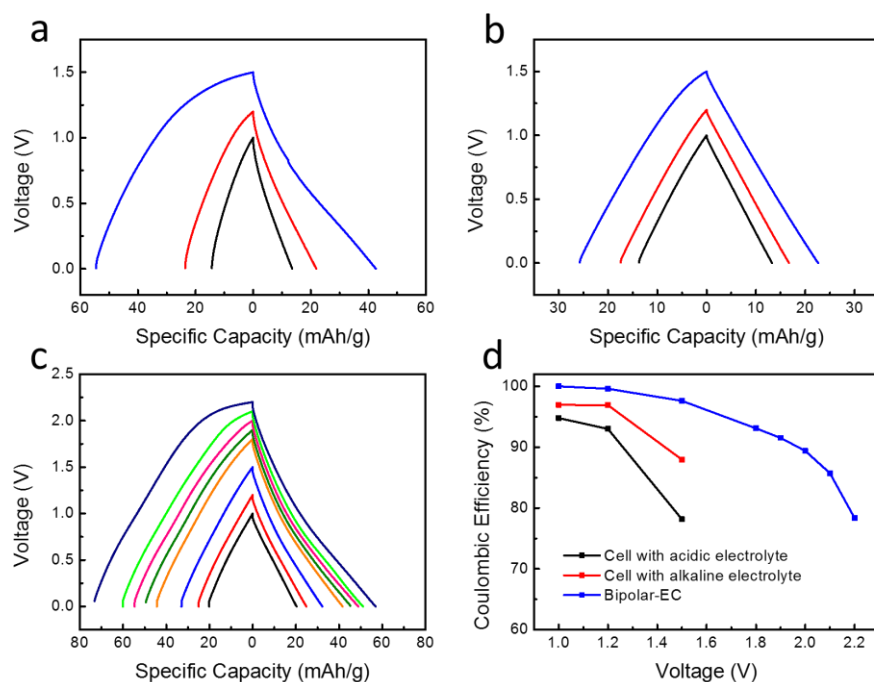 a
1.5
1.0
0.5
0.0
Voltage (V)
60 40 20 0 20 40 60
Specific Capacity (mAh/g)
b
1.5
1.0
0.5
0.0
Voltage (V)
30 20 10 0 10 20 30
Specific Capacity (mAh/g)
c
2.5
2.0
1.5
1.0
0.5
0.0
Voltage (V)
80 60 40 20 0 20 40 60 80
Specific Capacity (mAh/g)
d
100
90
80
70
60
Coulombic Efficiency (%)
Cell with acidic electrolyte
Cell with alkaline electrolyte
Bipolar-EC
1.0 1.2 1.4 1.6 1.8 2.0 2.2
Voltage (V)